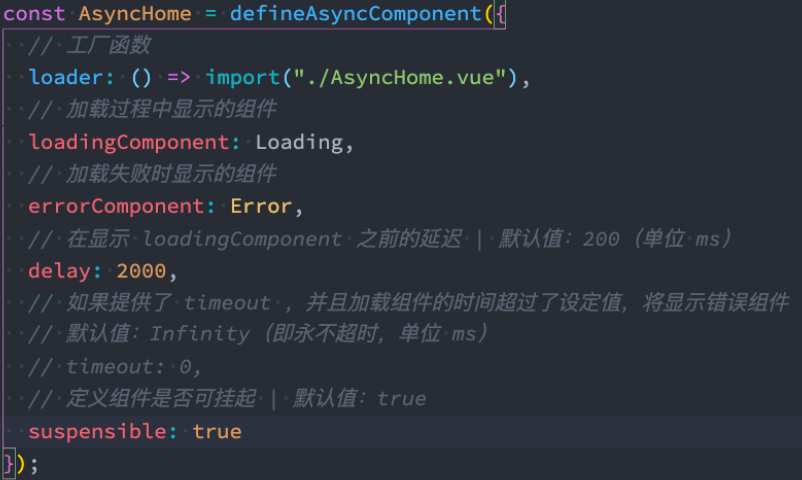 const AsyncHome = defineAsyncComponent({
// 工厂函数
loader: () => import("./AsyncHome.vue"),
// 加载过程中显示的组件
loadingComponent: Loading,
// 加载失败时显示的组件
errorComponent: Error,
// 在显示 loadingComponent 之前的延迟 | 默认值：200（单位 ms）
delay: 2000,
// 如果提供了 timeout ，并且加载组件的时间超过了设定值，将显示错误组件
// 默认值：Infinity（即永不超时，单位 ms）
// timeout: 0,
// 定义组件是否可挂起 | 默认值：true
suspensible: true
});